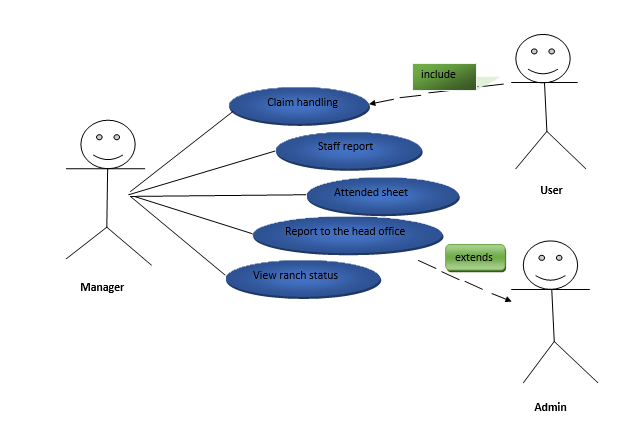 include
Claim handling
Staff report
User
Attended sheet
Report to the head office
extends
View ranch status
Manager
Admin